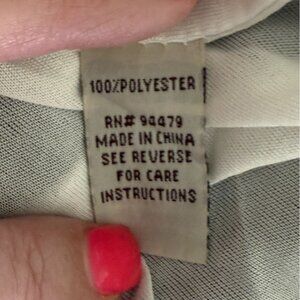 100%POLYESTER
RN# 94479
MADE IN CHINA
SEE REVERSE
FOR CARE
INSTRUCTIONS